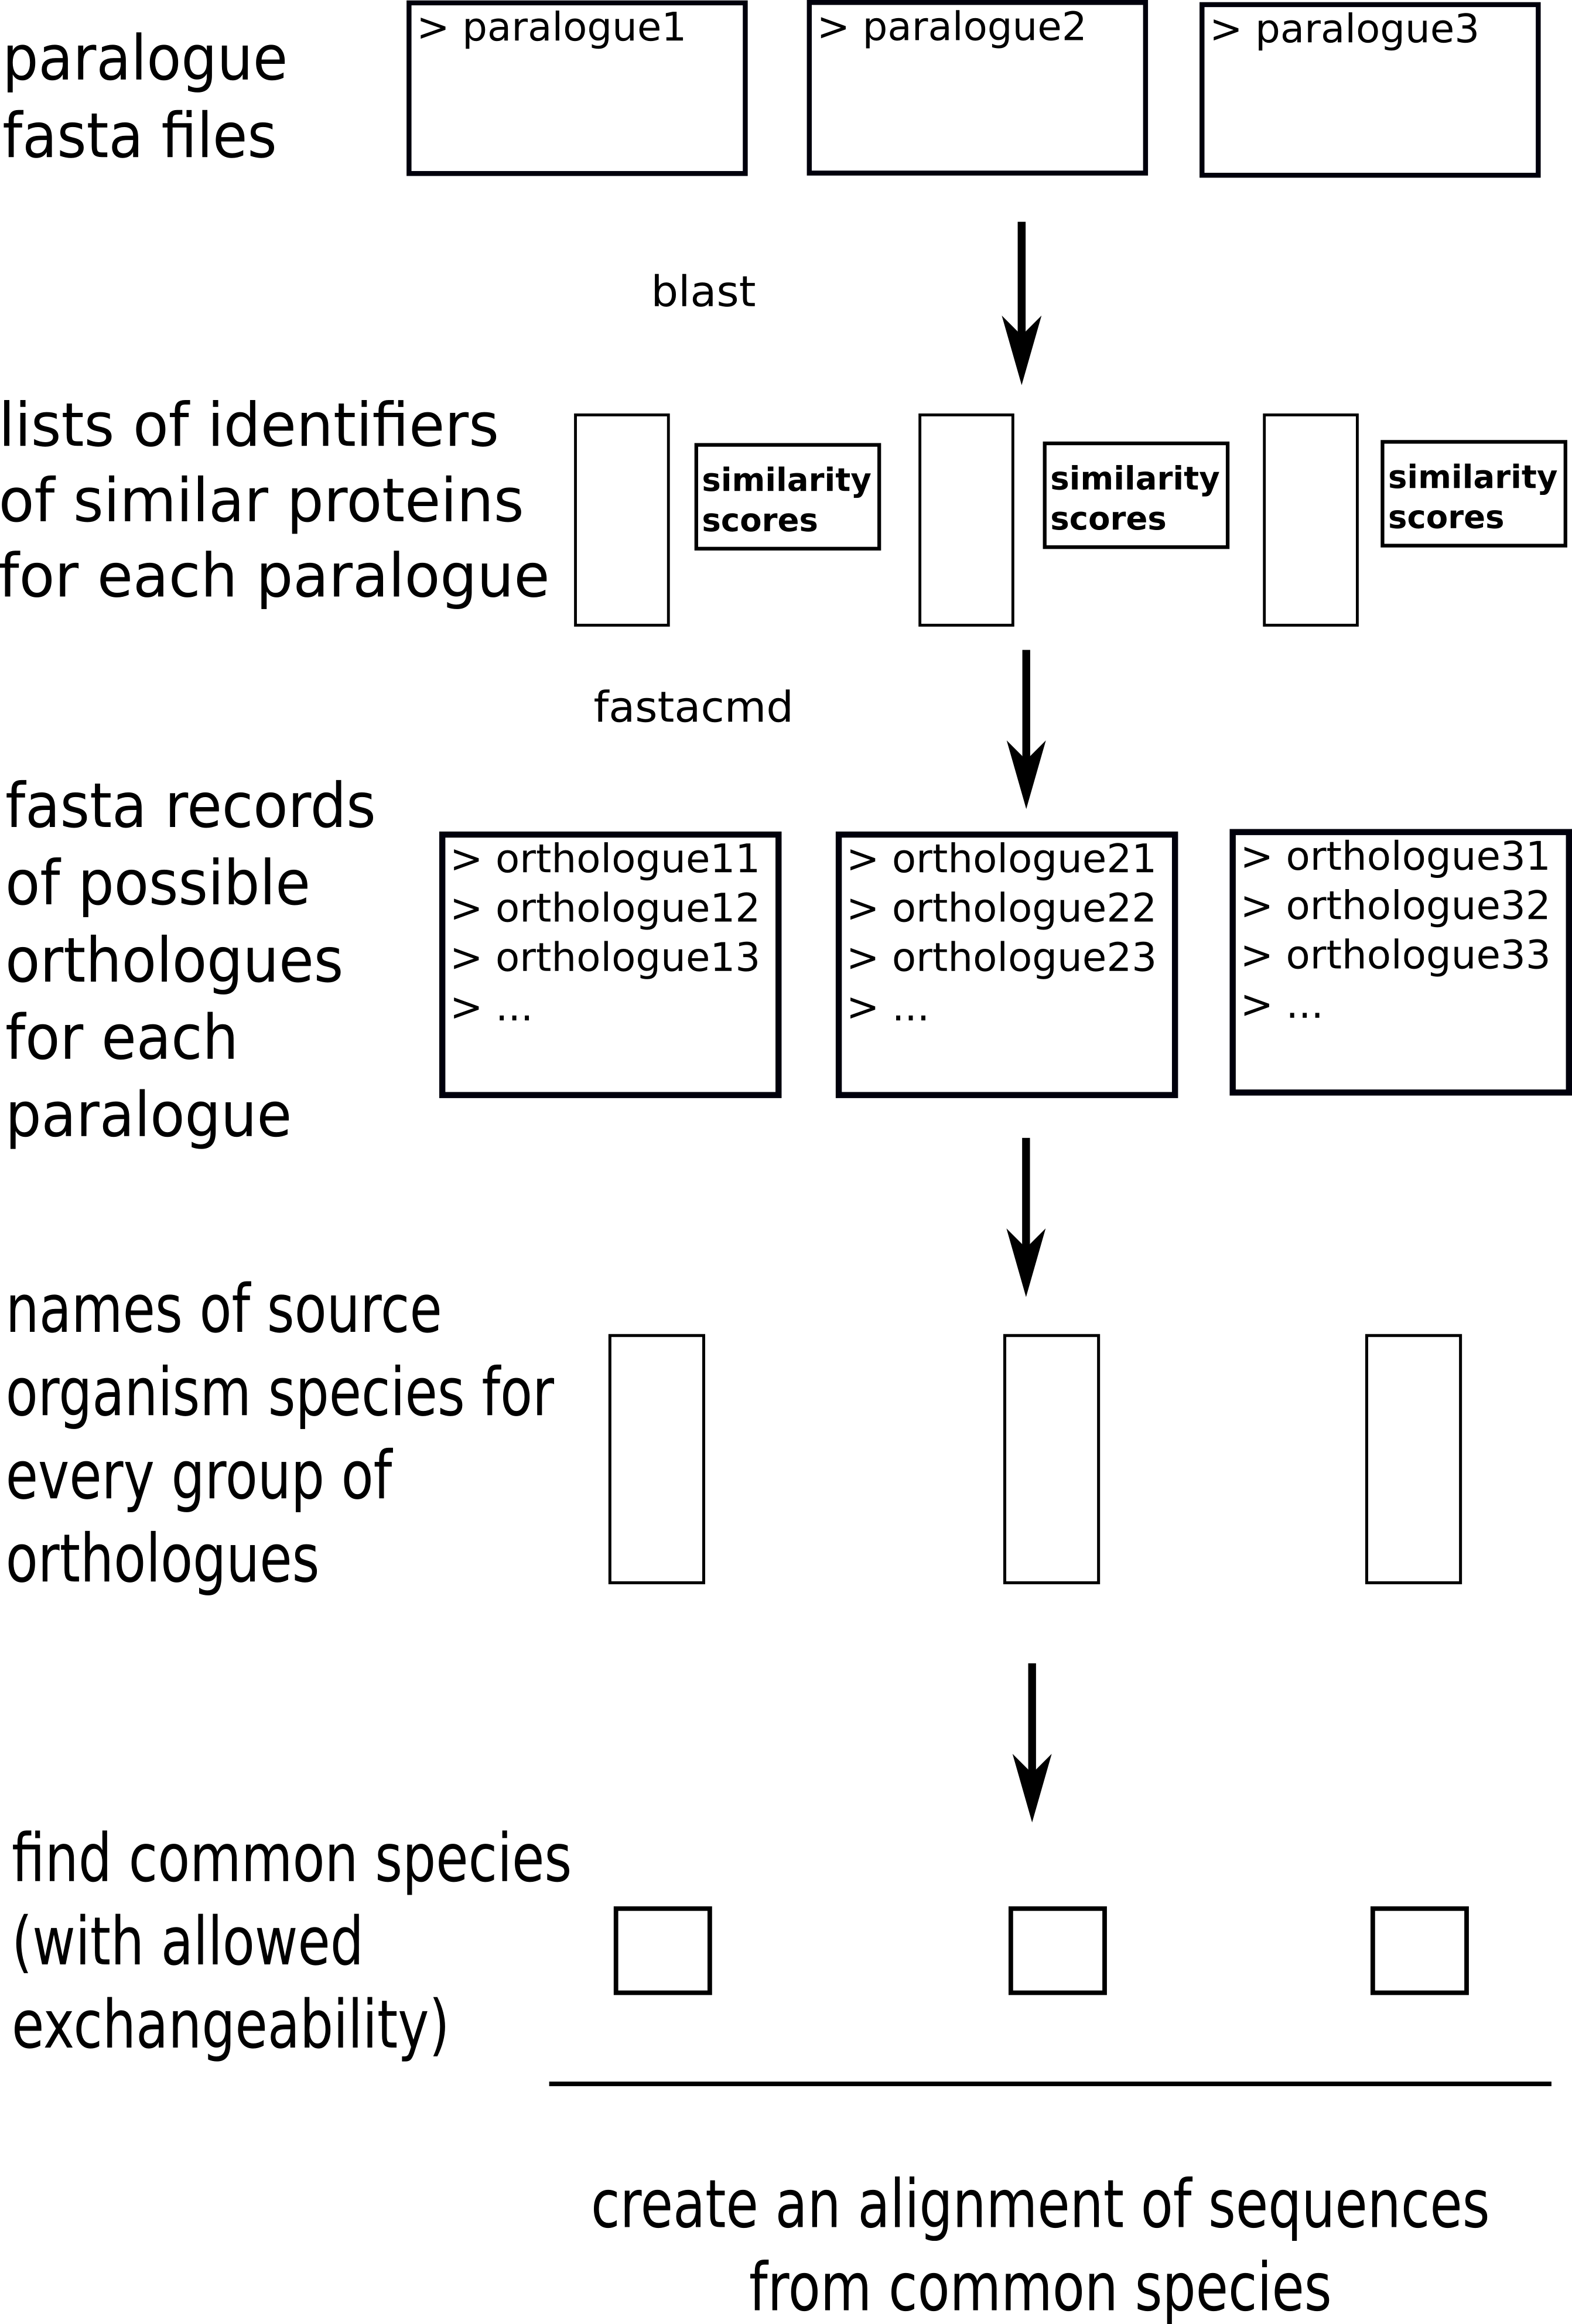 paralogue
fasta files
> paralogue1
> paralogue2
> paralogue3
blast
lists of identifiers
of similar proteins
for each paralogue
similarity
scores
similarity
scores
similarity
scores
fastacmd
fasta records
of possible
orthologues
for each
paralogue
> orthologue11
> orthologue12
> orthologue13
> ...
> orthologue21
> orthologue22
> orthologue23
> ...
> orthologue31
> orthologue32
> orthologue33
> ...
names of source
organism species for
every group of
orthologues
find common species
(with allowed
exchangeability)
create an alignment of sequences
from common species